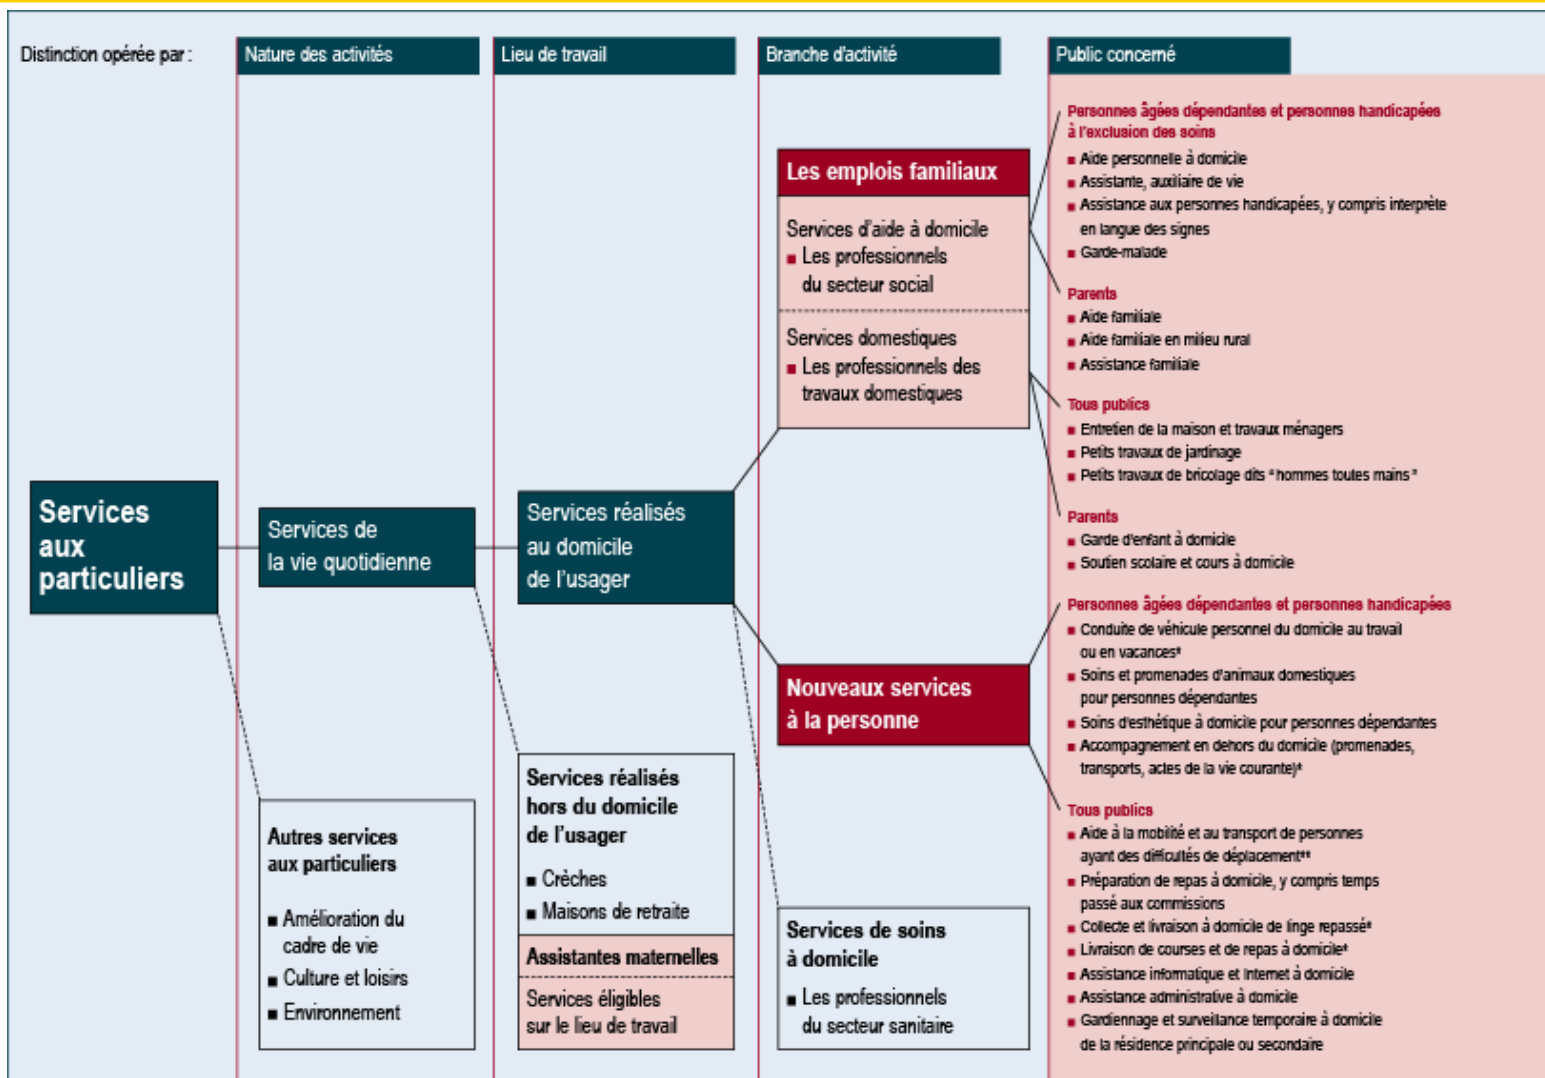 Distinction opérée par :
Nature des activités
Lieu de travail
Branche d'activité
Public concerné
Services
aux
particuliers
Services de
la vie quotidienne
Autres services
aux particuliers
■ Amélioration du
cadre de vie
■ Culture et loisirs
■ Environnement
Services réalisés
au domicile
de l'usager
Services réalisés
hors du domicile
de l'usager
■ Crèches
■ Maisons de retraite
Assistantes maternelles
Services éligibles
sur le lieu de travail
Les emplois familiaux
Services d'aide à domicile
■ Les professionnels
du secteur social
Services domestiques
■ Les professionnels des
travaux domestiques
Nouveaux services
à la personne
Services de soins
à domicile
■ Les professionnels
du secteur sanitaire
Personnes âgées dépendantes et personnes handicapées
à l'exclusion des soins
■ Aide personnelle à domicile
■ Assistante, auxiliaire de vie
■ Assistance aux personnes handicapées, y compris interprète
en langue des signes
■ Garde-malade
Parents
■ Aide familiale
■ Aide familiale en milieu rural
■ Assistance familiale
Tous publics
■ Entretien de la maison et travaux ménagers
■ Petits travaux de jardinage
■ Petits travaux de bricolage dits "hommes toutes mains"
Parents
■ Garde d'enfant à domicile
■ Soutien scolaire et cours à domicile
Personnes âgées dépendantes et personnes handicapées
■ Conduite de véhicule personnel du domicile au travail
ou en vacances*
■ Soins et promenades d'animaux domestiques
pour personnes dépendantes
■ Soins d'esthétique à domicile pour personnes dépendantes
■ Accompagnement en dehors du domicile (promenades,
transports, actes de la vie courante)*
Tous publics
■ Aide à la mobilité et au transport de personnes
ayant des difficultés de déplacement**
■ Préparation de repas à domicile, y compris temps
passé aux commissions
■ Collecte et livraison à domicile de linge repassé*
■ Livraison de courses et de repas à domicile*
■ Assistance informatique et Internet à domicile
■ Assistance administrative à domicile
■ Gardiennage et surveillance temporaire à domicile
de la résidence principale ou secondaire